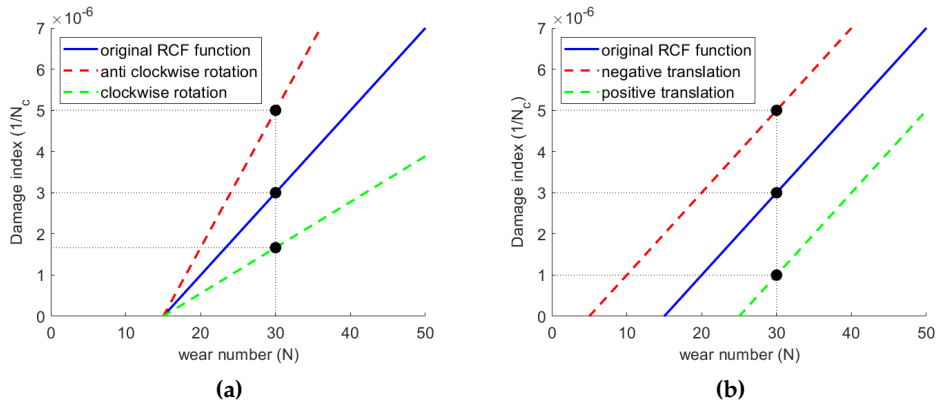 ×10⁻⁶
7
6
5
4
3
2
1
0
0 10 20 30 40 50
Damage index (1/N_c)
wear number (N)
original RCF function
anti clockwise rotation
clockwise rotation
(a)
×10⁻⁶
7
6
5
4
3
2
1
0
0 10 20 30 40 50
Damage index (1/N_c)
wear number (N)
original RCF function
negative translation
positive translation
(b)